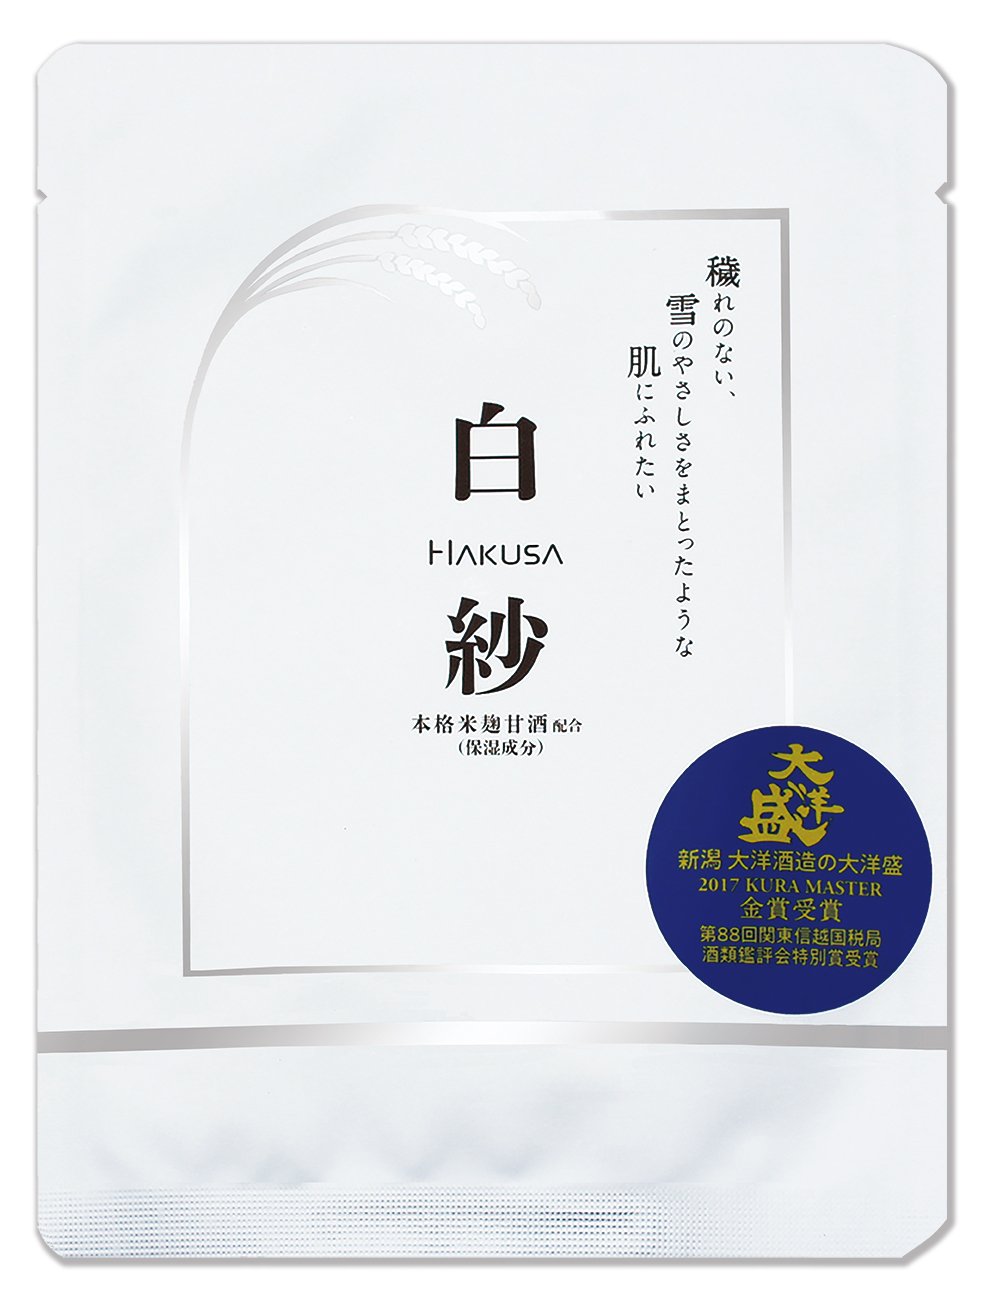 穢れのない、
雪のやさしさをまとったような
肌にふれたい
白
HAKUSA
紗
本格米麹甘酒配合
(保湿成分)
大洋盛
新潟 大洋酒造の大洋盛
2017 KURA MASTER
金賞受賞
第88回関東信越国税局
酒類鑑評会特別賞受賞